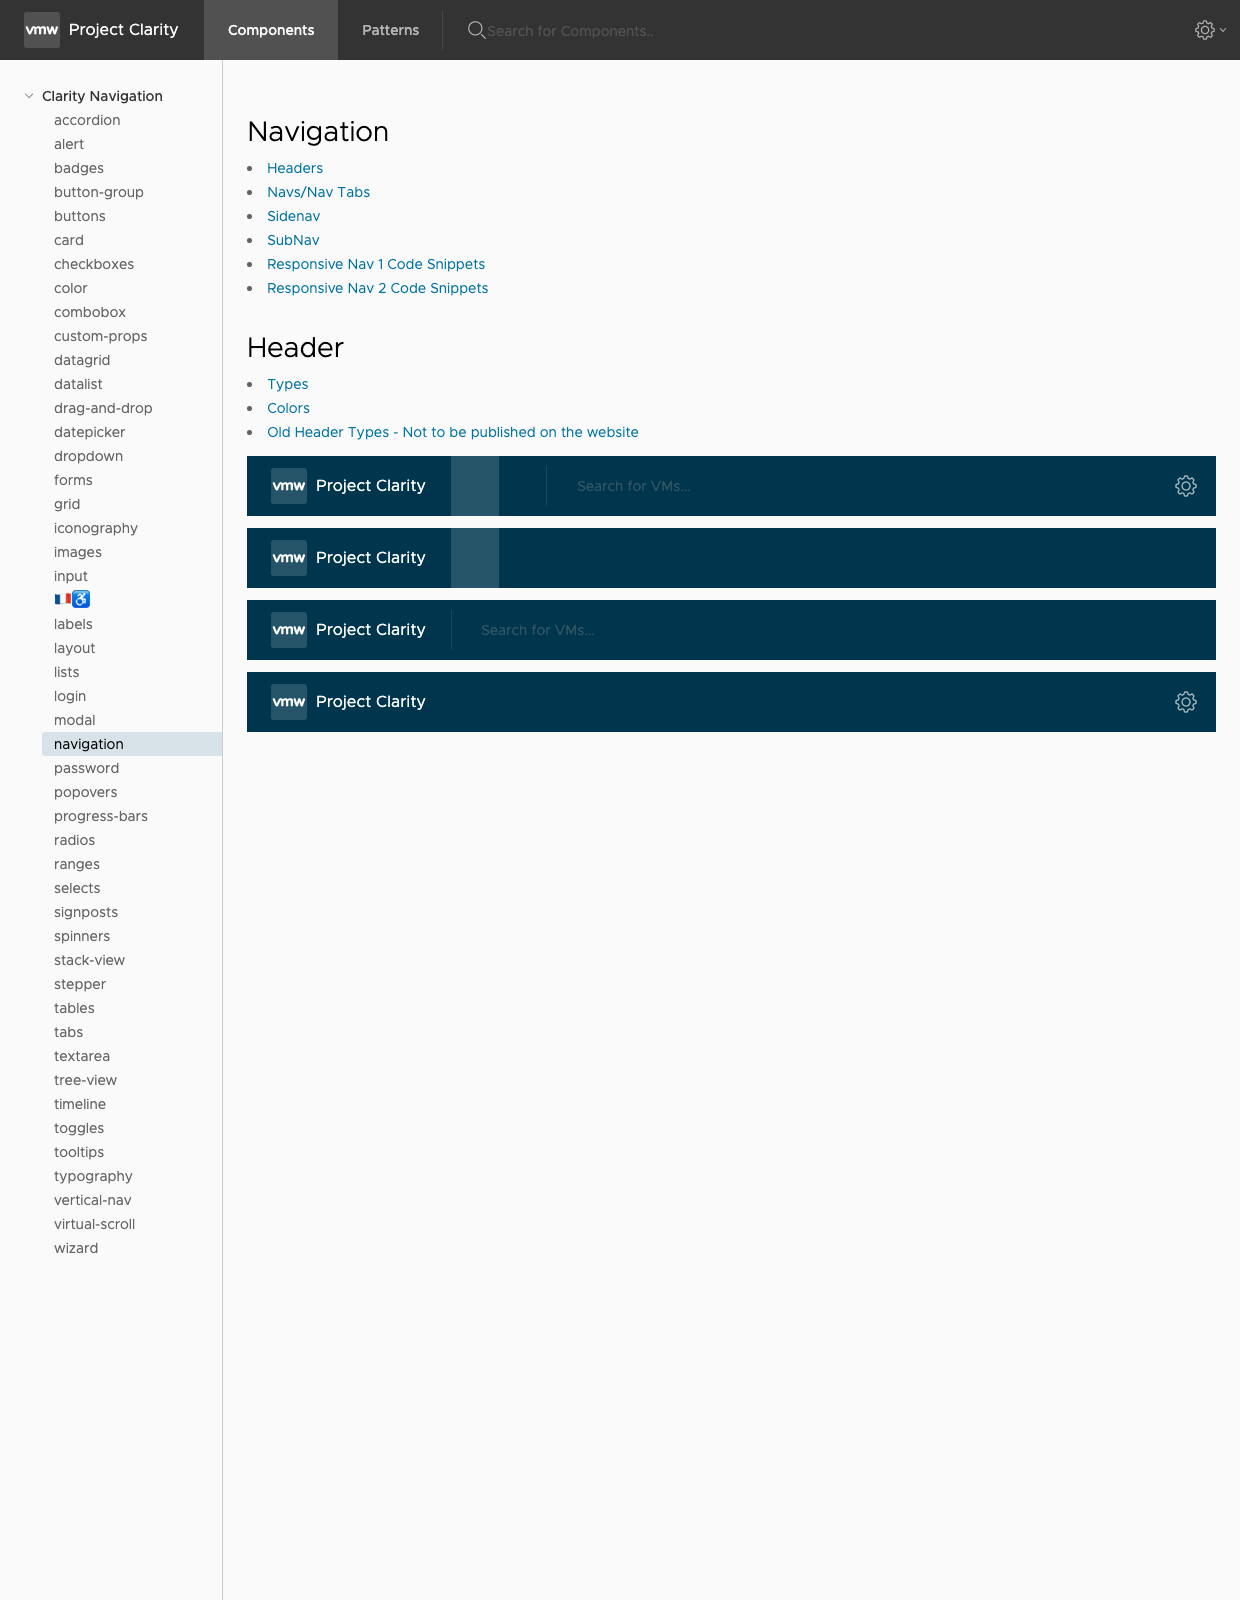 vmw Project Clarity Components Patterns Search for Components..
Clarity Navigation
accordion
alert
badges
button-group
buttons
card
checkboxes
color
combobox
custom-props
datagrid
datalist
drag-and-drop
datepicker
dropdown
forms
grid
iconography
images
input
labels
layout
lists
login
modal
navigation
password
popovers
progress-bars
radios
ranges
selects
signposts
spinners
stack-view
stepper
tables
tabs
textarea
tree-view
timeline
toggles
tooltips
typography
vertical-nav
virtual-scroll
wizard
Navigation
Headers
Navs/Nav Tabs
Sidenav
SubNav
Responsive Nav 1 Code Snippets
Responsive Nav 2 Code Snippets
Header
Types
Colors
Old Header Types - Not to be published on the website
vmw Project Clarity Search for VMs...
vmw Project Clarity
vmw Project Clarity Search for VMs...
vmw Project Clarity